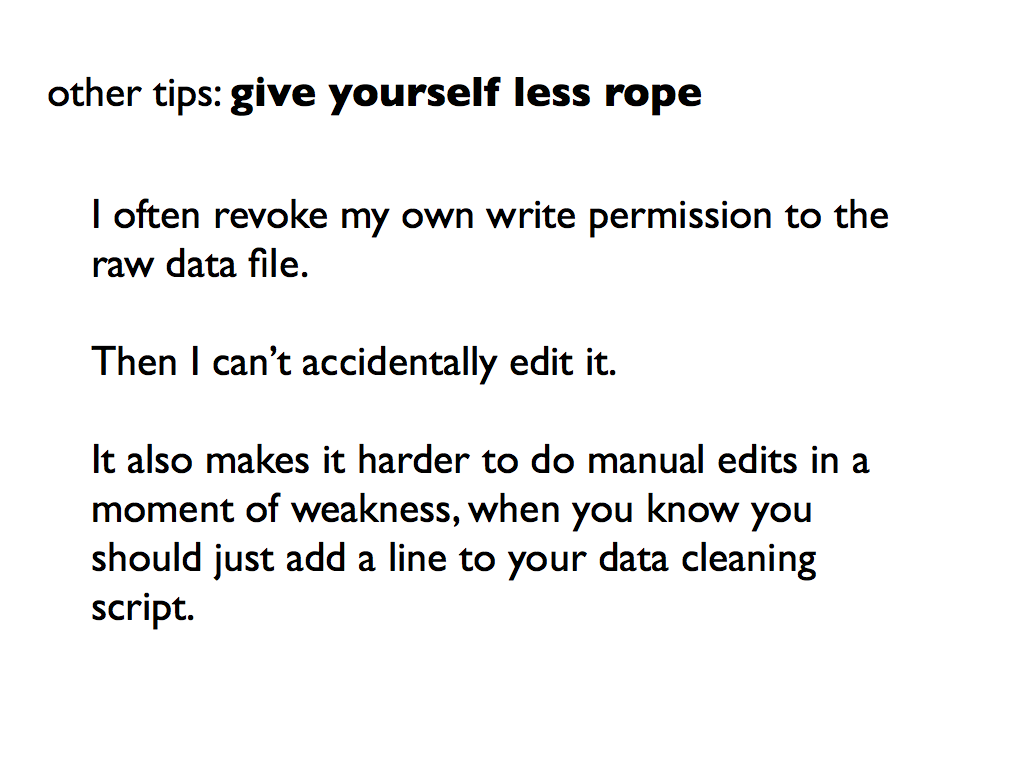 other tips: give yourself less rope
I often revoke my own write permission to the
raw data file.
Then I can’t accidentally edit it.
It also makes it harder to do manual edits in a
moment of weakness, when you know you
should just add a line to your data cleaning
script.